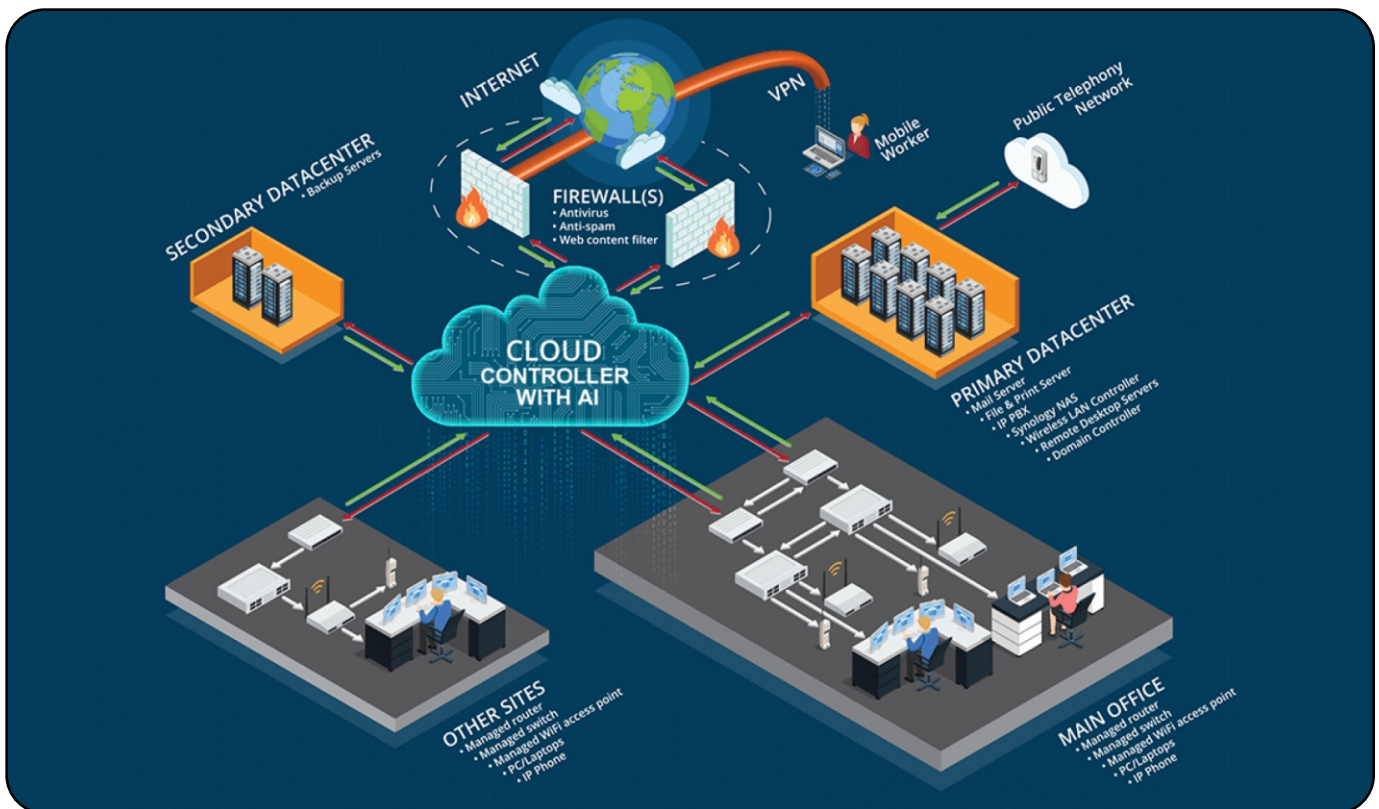 INTERNET
VPN
Mobile
Worker
Public Telephony
Network
SECONDARY DATACENTER
• Backup Servers
FIREWALL(S)
• Antivirus
• Anti-spam
• Web content filter
CLOUD
CONTROLLER
WITH AI
PRIMARY DATACENTER
• Mail Server
• File & Print Server
• IP PBX
• Synology NAS
• Wireless LAN Controller
• Remote Desktop Servers
• Domain Controller
OTHER SITES
• Managed router
• Managed switch
• Managed WiFi access point
• PC/Laptops
• IP Phone
MAIN OFFICE
• Managed router
• Managed switch
• Managed WiFi access point
• PC/Laptops
• IP Phone